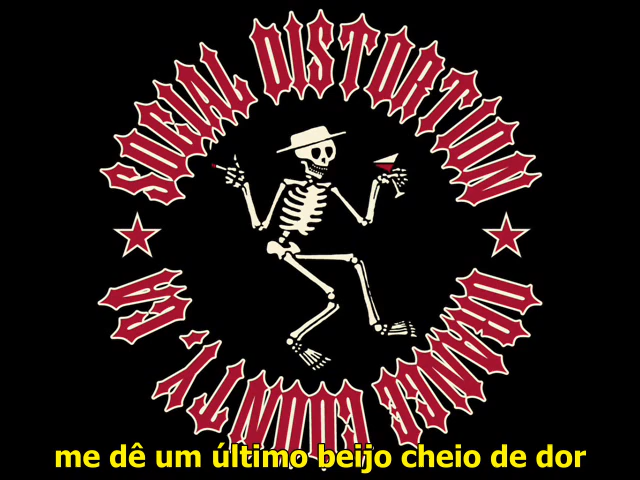 SOCIAL DISTORTION
ORANGE COUNTY, CA
me dê um último beijo cheio de dor